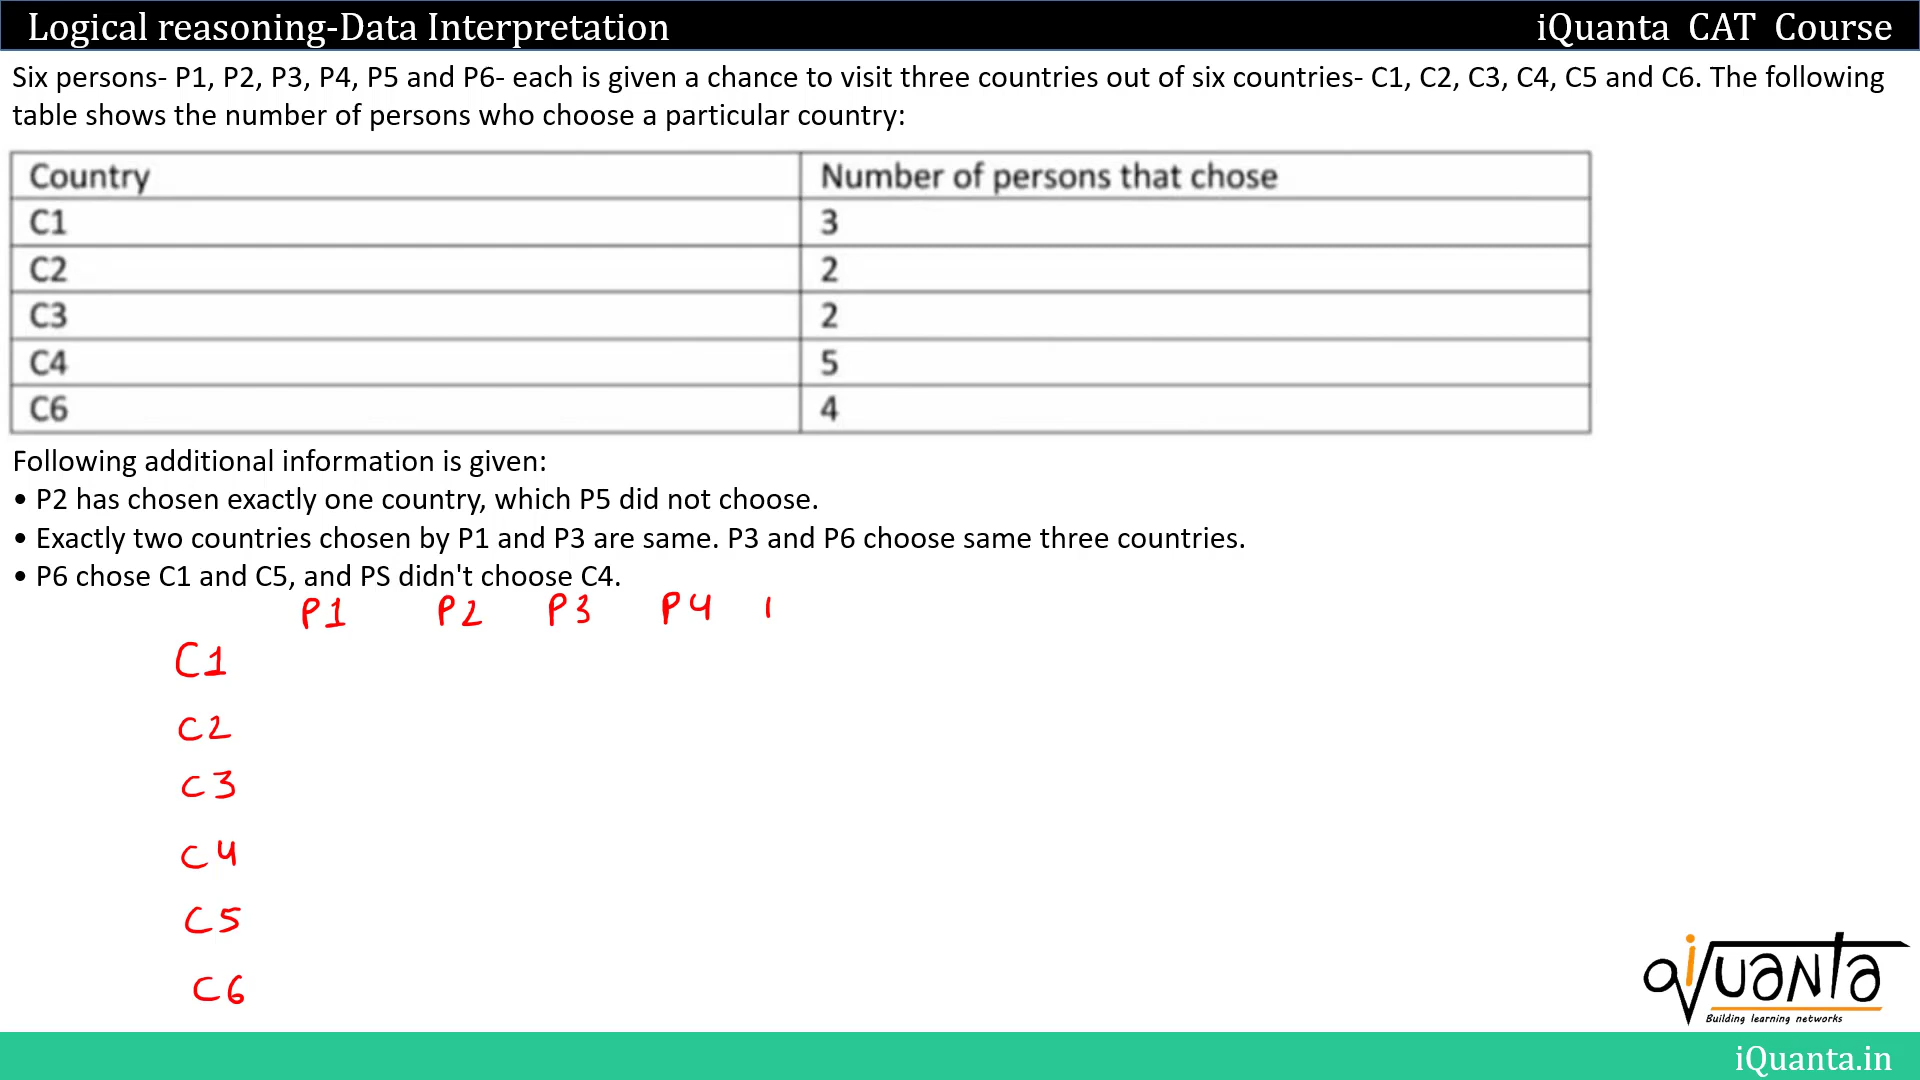 Logical reasoning-Data Interpretation
iQuanta CAT Course
Six persons- P1, P2, P3, P4, P5 and P6- each is given a chance to visit three countries out of six countries- C1, C2, C3, C4, C5 and C6. The following
table shows the number of persons who choose a particular country:
Country Number of persons that chose
C1 3
C2 2
C3 2
C4 5
C6 4
Following additional information is given:
• P2 has chosen exactly one country, which P5 did not choose.
• Exactly two countries chosen by P1 and P3 are same. P3 and P6 choose same three countries.
• P6 chose C1 and C5, and PS didn't choose C4.
P1 P2 P3 P4
C1
C2
C3
C4
C5
C6
iQuanta
Building learning networks
iQuanta.in